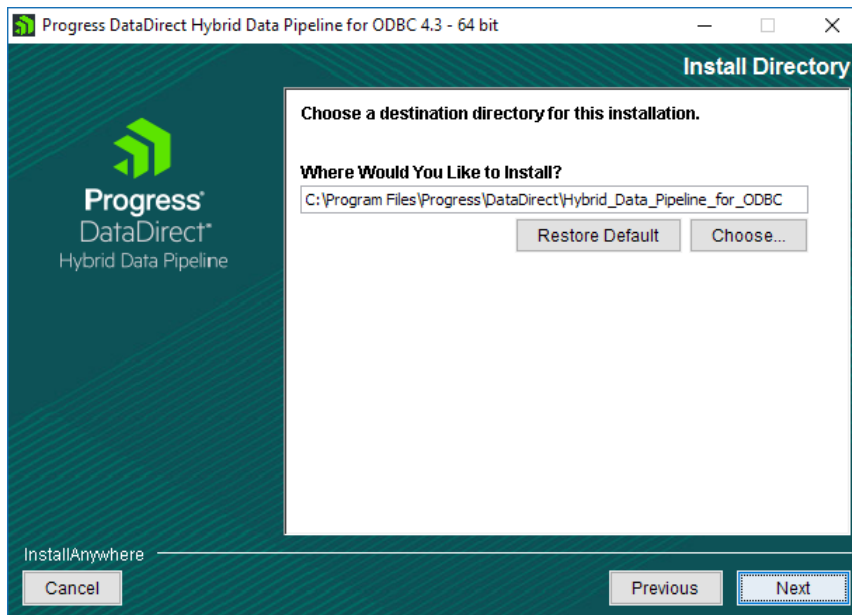 Progress DataDirect Hybrid Data Pipeline for ODBC 4.3 - 64 bit
Install Directory
Progress®
DataDirect®
Hybrid Data Pipeline
Choose a destination directory for this installation.
Where Would You Like to Install?
C:\Program Files\Progress\DataDirect\Hybrid_Data_Pipeline_for_ODBC
Restore Default
Choose...
InstallAnywhere
Cancel
Previous
Next